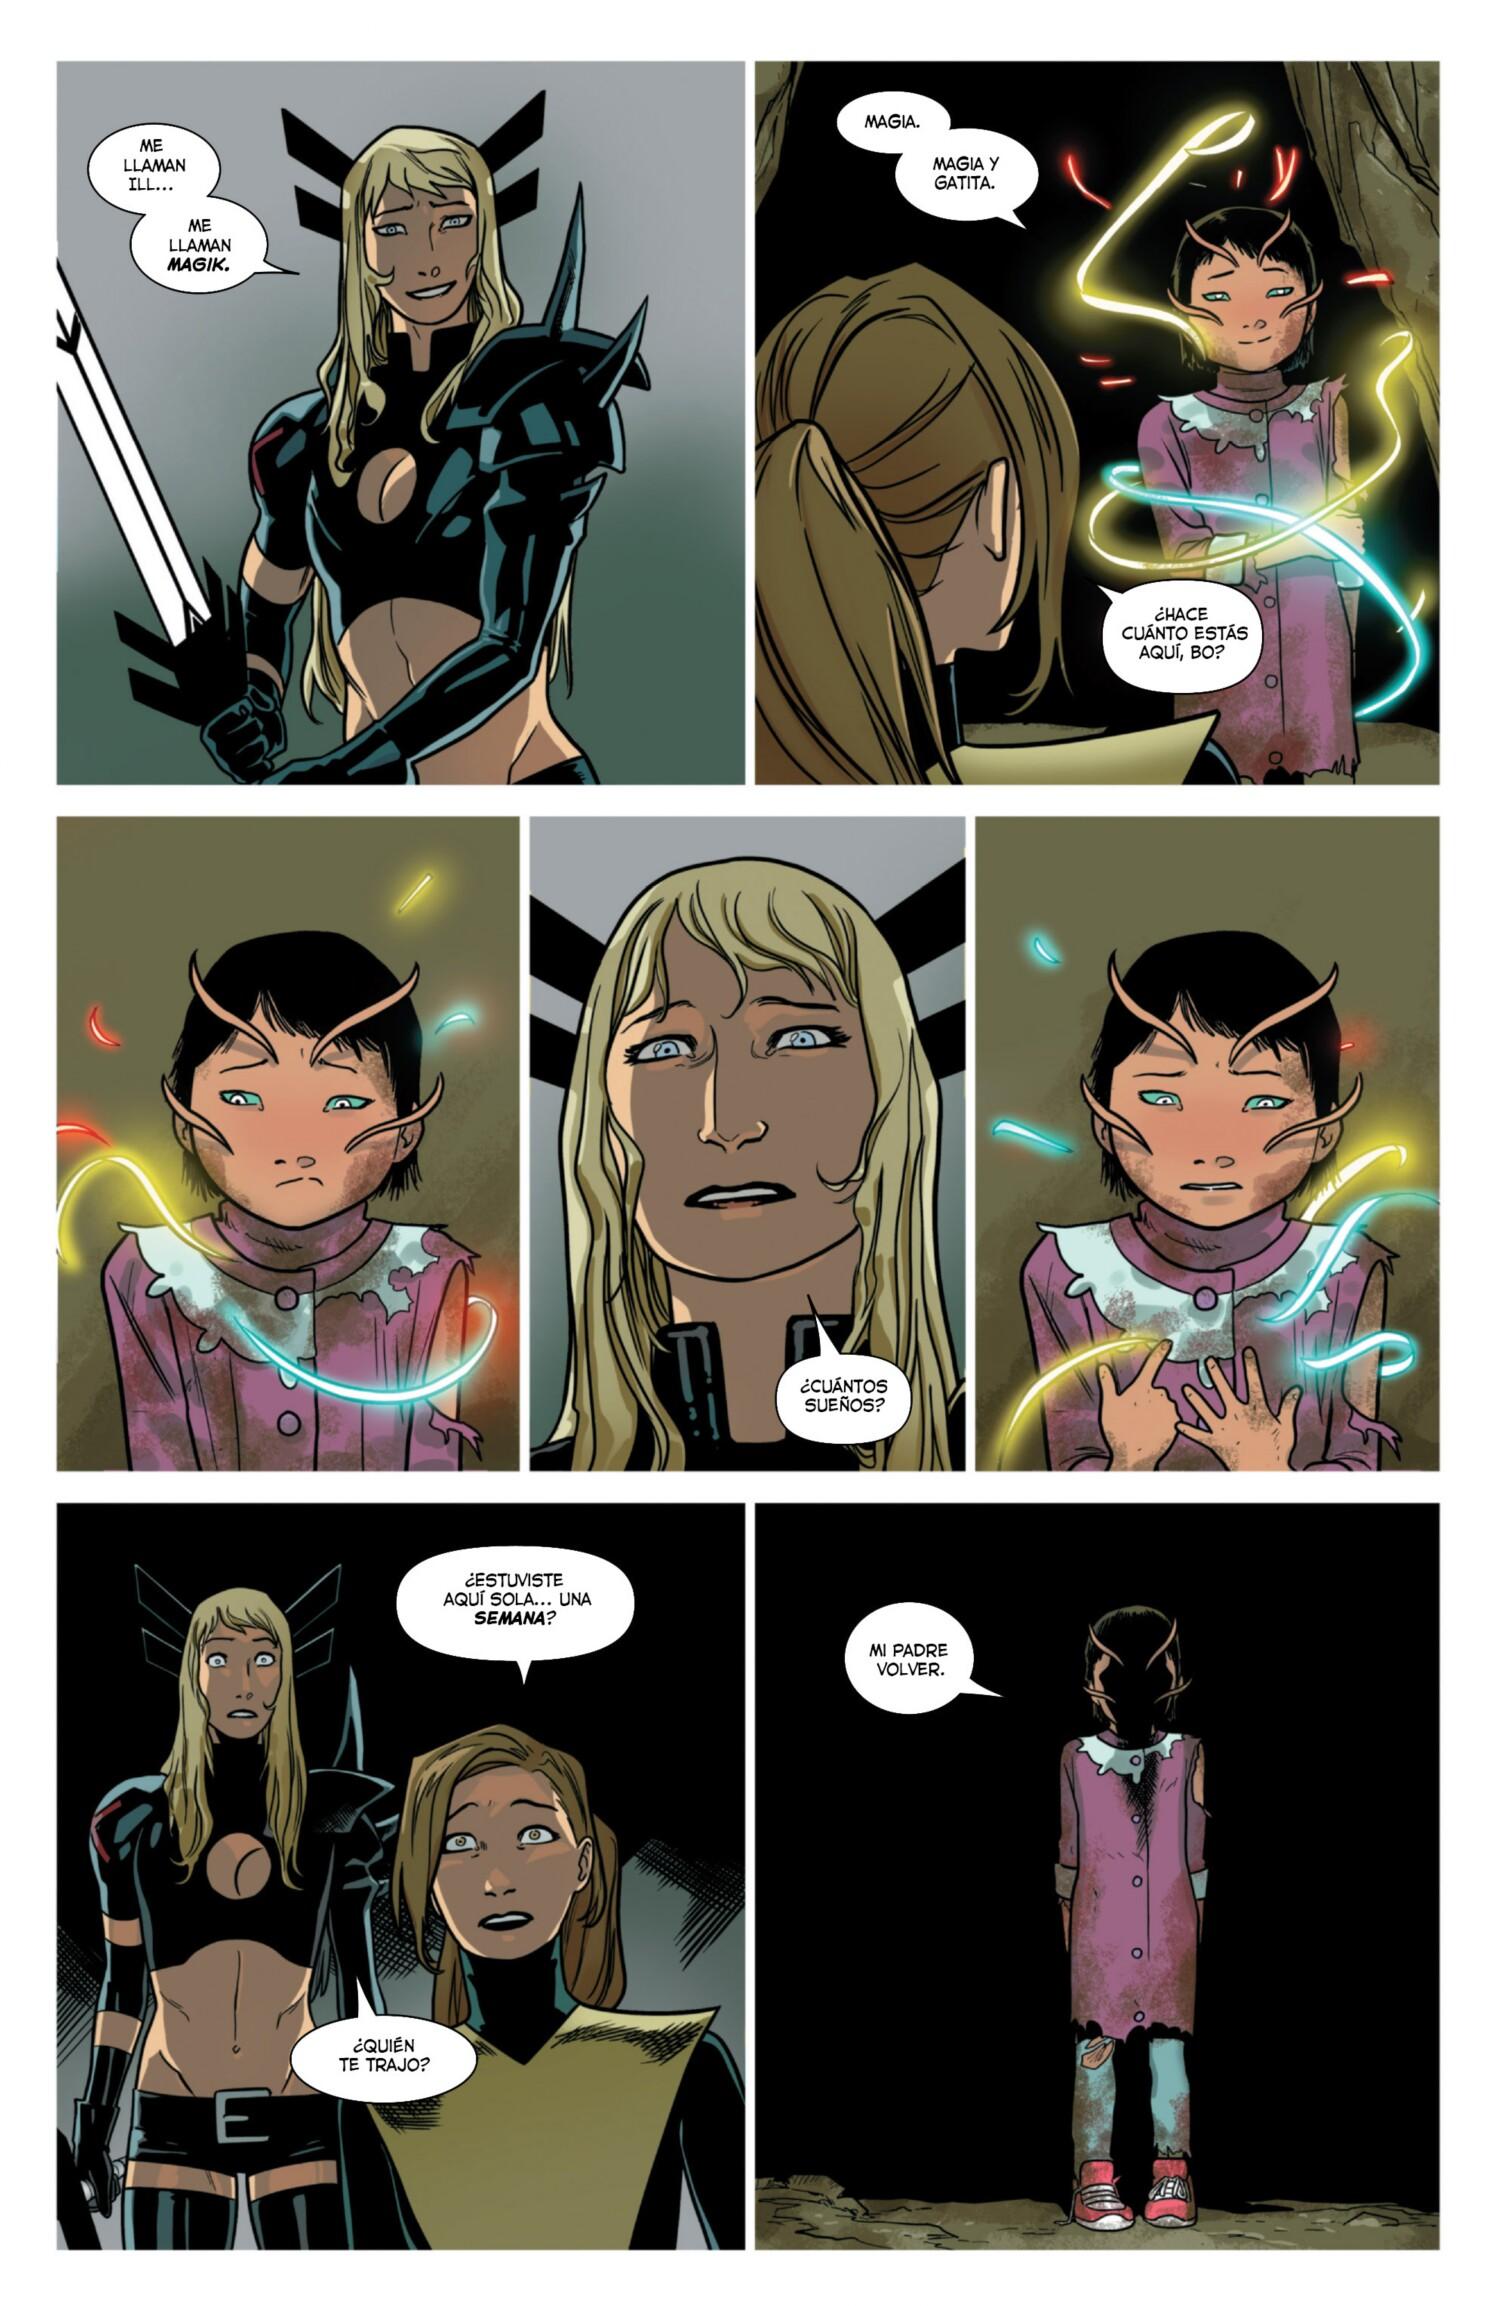 ME
LLAMAN
ILL...
ME
LLAMAN
MAGIK.
MAGIA.
MAGIA Y
GATITA.
¿HACE
CUÁNTO ESTÁS
AQUÍ, BO?
¿CUÁNTOS
SUEÑOS?
¿ESTUVISTE
AQUÍ SOLA... UNA
SEMANA?
¿QUIÉN
TE TRAJO?
MI PADRE
VOLVER.